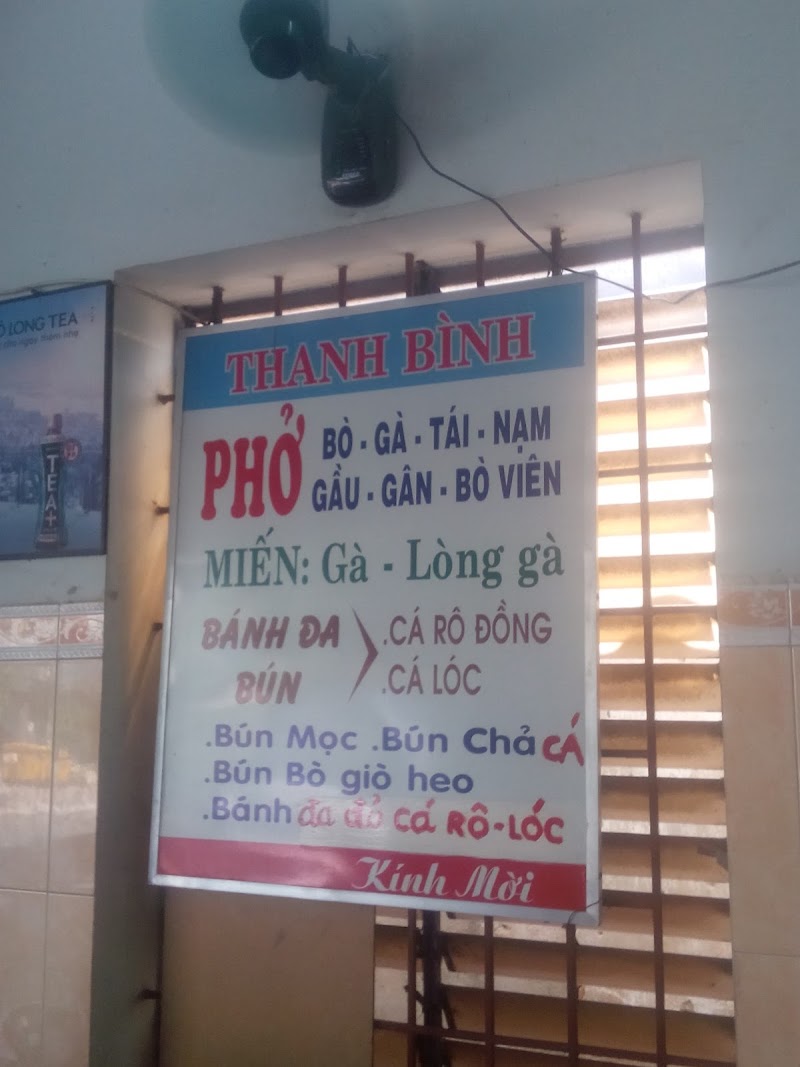 THANH BÌNH
PHỞ BÒ - GÀ - TÁI - NẠM
GẦU - GÂN - BÒ VIÊN
MIẾN: Gà - Lòng gà
BÁNH ĐA .CÁ RÔ ĐỒNG
BÚN .CÁ LÓC
.Bún Mọc .Bún Chả CÁ
.Bún Bò giò heo
.Bánh đa đỏ cá RÔ-LÓC
Kính Mời
LONG TEA
TEA+